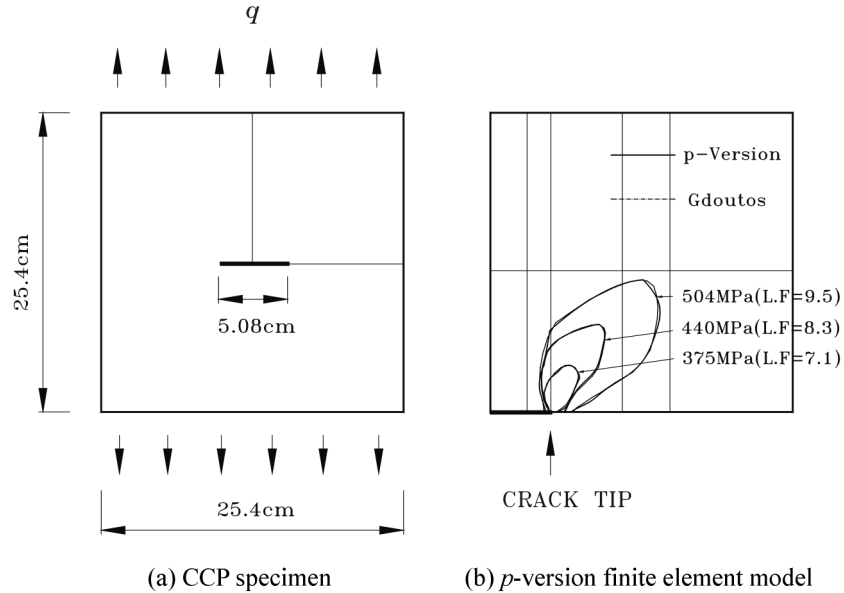 q
25.4cm
5.08cm
25.4cm
(a) CCP specimen
p-Version
Gdoutos
504MPa(L.F=9.5)
440MPa(L.F=8.3)
375MPa(L.F=7.1)
CRACK TIP
(b) p-version finite element model